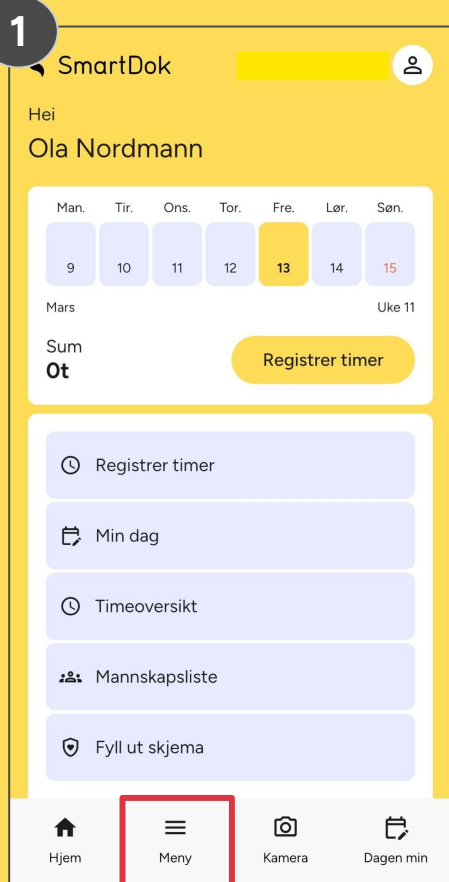 1
SmartDok
Hei
Ola Nordmann
Man. Tir. Ons. Tor. Fre. Lør. Søn.
9 10 11 12 13 14 15
Mars Uke 11
Sum
0t
Registrer timer
Registrer timer
Min dag
Timeoversikt
Mannskapsliste
Fyll ut skjema
Hjem Meny Kamera Dagen min